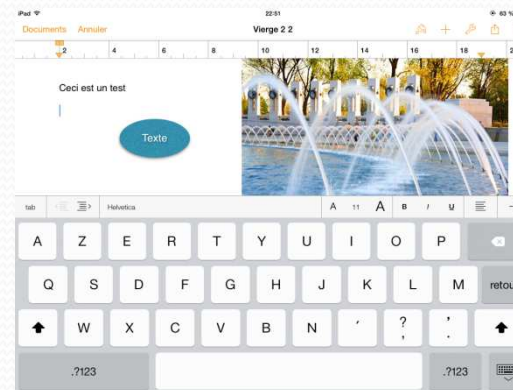 iPad 22:51 63 %
Documents Annuler Vierge 2 2
2 4 6 8 10 12 14 16 18
Ceci est un test
Texte
tab Helvetica A 11 A B I U
A Z E R T Y U I O P
Q S D F G H J K L M retour
W X C V B N ´ ? , . :
.?123 .?123